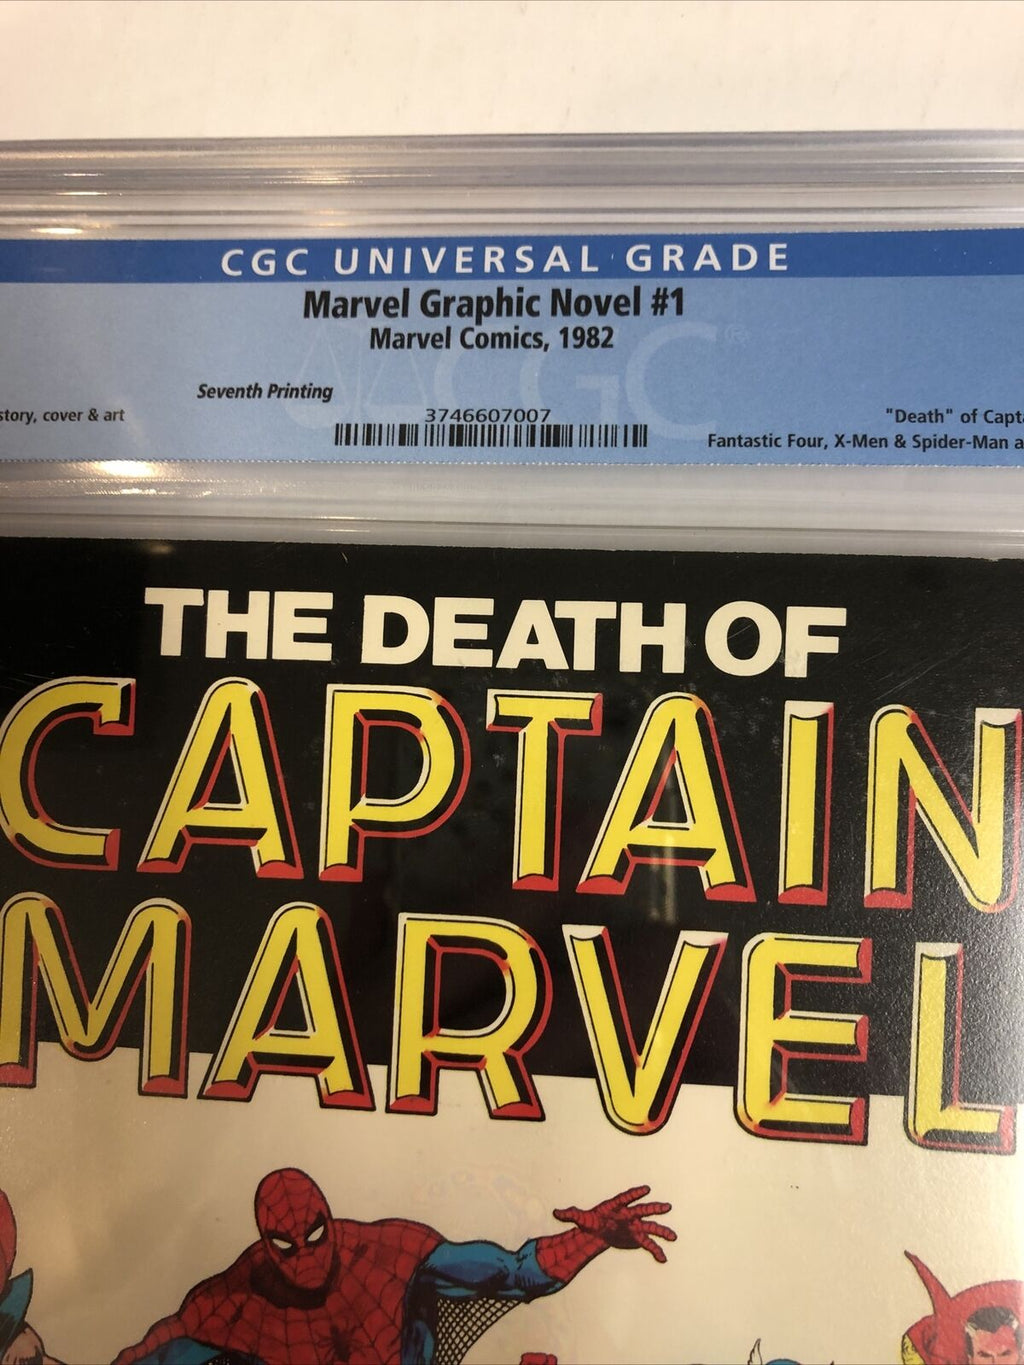 CGC UNIVERSAL GRADE
Marvel Graphic Novel #1
Marvel Comics, 1982
CGC®
Seventh Printing
story, cover & art
3746607007
"Death" of Capta
Fantastic Four, X-Men & Spider-Man a
THE DEATH OF
CAPTAIN
MARVEL